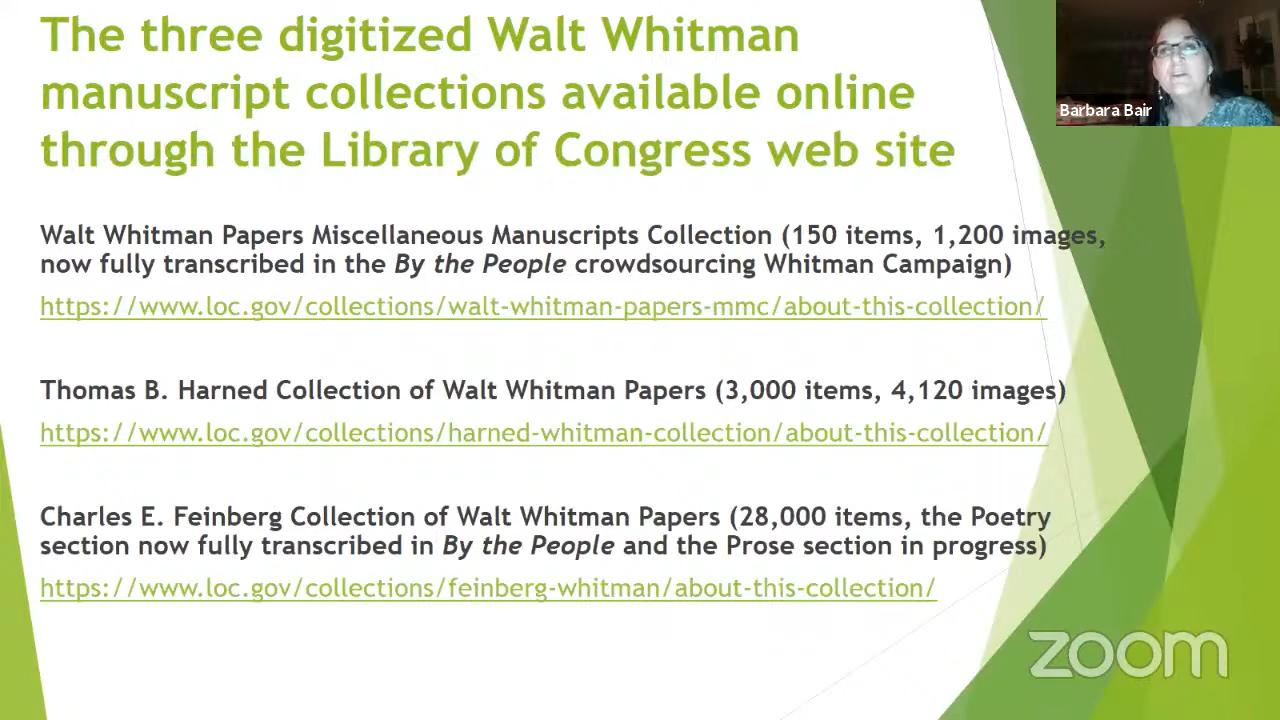 The three digitized Walt Whitman
manuscript collections available online
through the Library of Congress web site
Barbara Bair
Walt Whitman Papers Miscellaneous Manuscripts Collection (150 items, 1,200 images,
now fully transcribed in the By the People crowdsourcing Whitman Campaign)
https://www.loc.gov/collections/walt-whitman-papers-mmc/about-this-collection/
Thomas B. Harned Collection of Walt Whitman Papers (3,000 items, 4,120 images)
https://www.loc.gov/collections/harned-whitman-collection/about-this-collection/
Charles E. Feinberg Collection of Walt Whitman Papers (28,000 items, the Poetry
section now fully transcribed in By the People and the Prose section in progress)
https://www.loc.gov/collections/feinberg-whitman/about-this-collection/
zoom